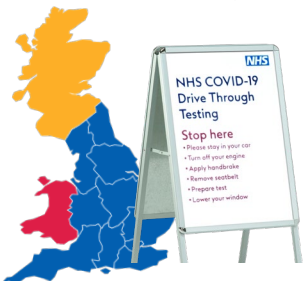 NHS
NHS COVID-19
Drive Through
Testing
Stop here
• Please stay in your car
• Turn off your engine
• Apply handbrake
• Remove seatbelt
• Prepare test
• Lower your window